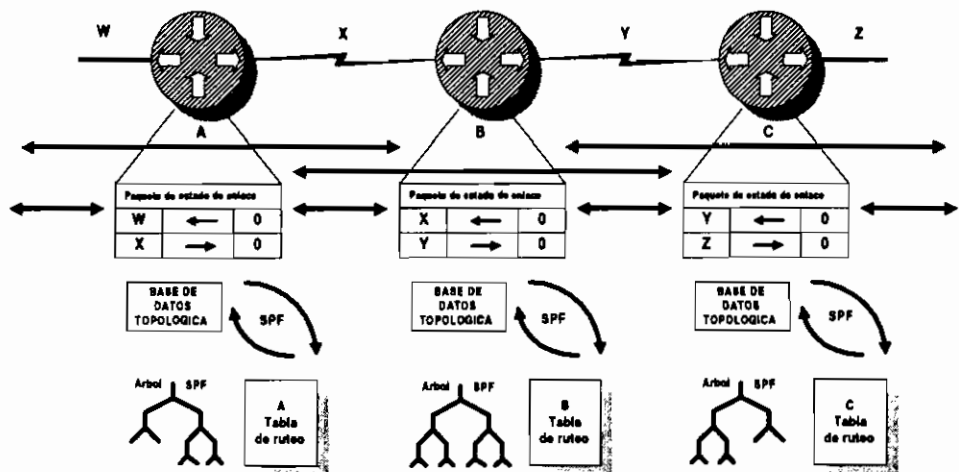 W
X
Y
Z
A
B
C
Paquete de estado de enlace
W ← 0
X → 0
Paquete de estado de enlace
X ← 0
Y → 0
Paquete de estado de enlace
Y ← 0
Z → 0
BASE DE
DATOS
TOPOLOGICA
SPF
BASE DE
DATOS
TOPOLOGICA
SPF
BASE DE
DATOS
TOPOLOGICA
SPF
Arbol SPF
A
Tabla
de ruteo
Arbol SPF
B
Tabla
de ruteo
Arbol SPF
C
Tabla
de ruteo